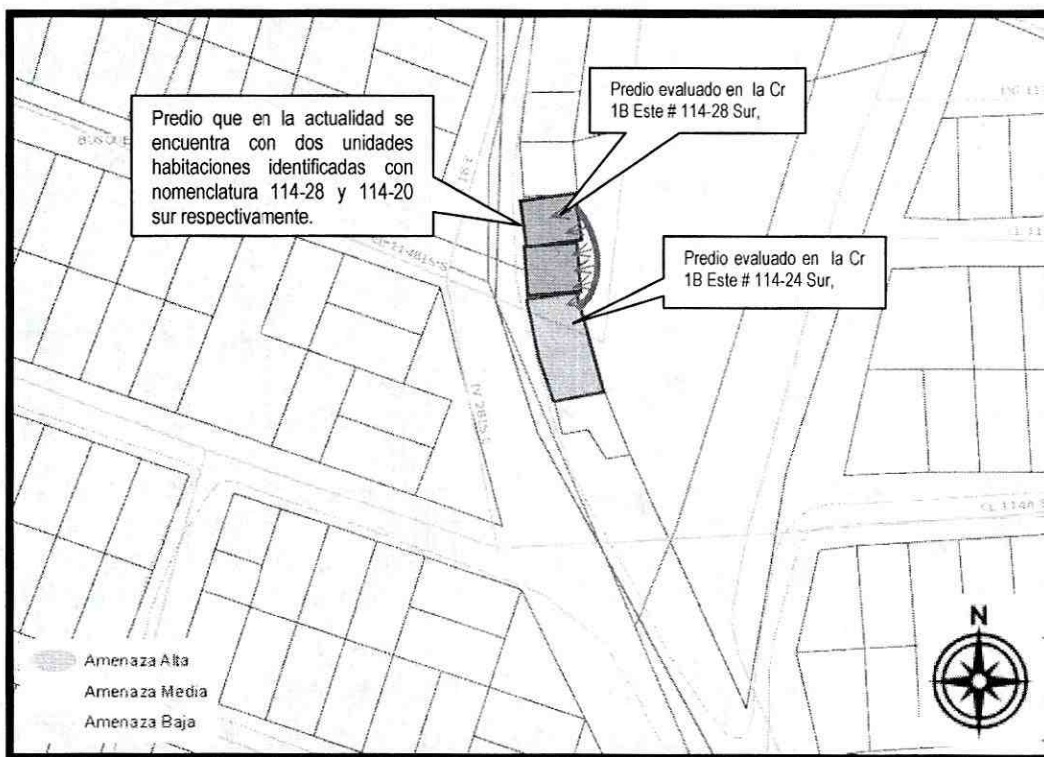 Predio evaluado en la Cr
1B Este # 114-28 Sur,
Predio que en la actualidad se
encuentra con dos unidades
habitaciones identificadas con
nomenclatura 114-28 y 114-20
sur respectivamente.
Predio evaluado en la Cr
1B Este # 114-24 Sur,
N
Amenaza Alta
Amenaza Media
Amenaza Baja